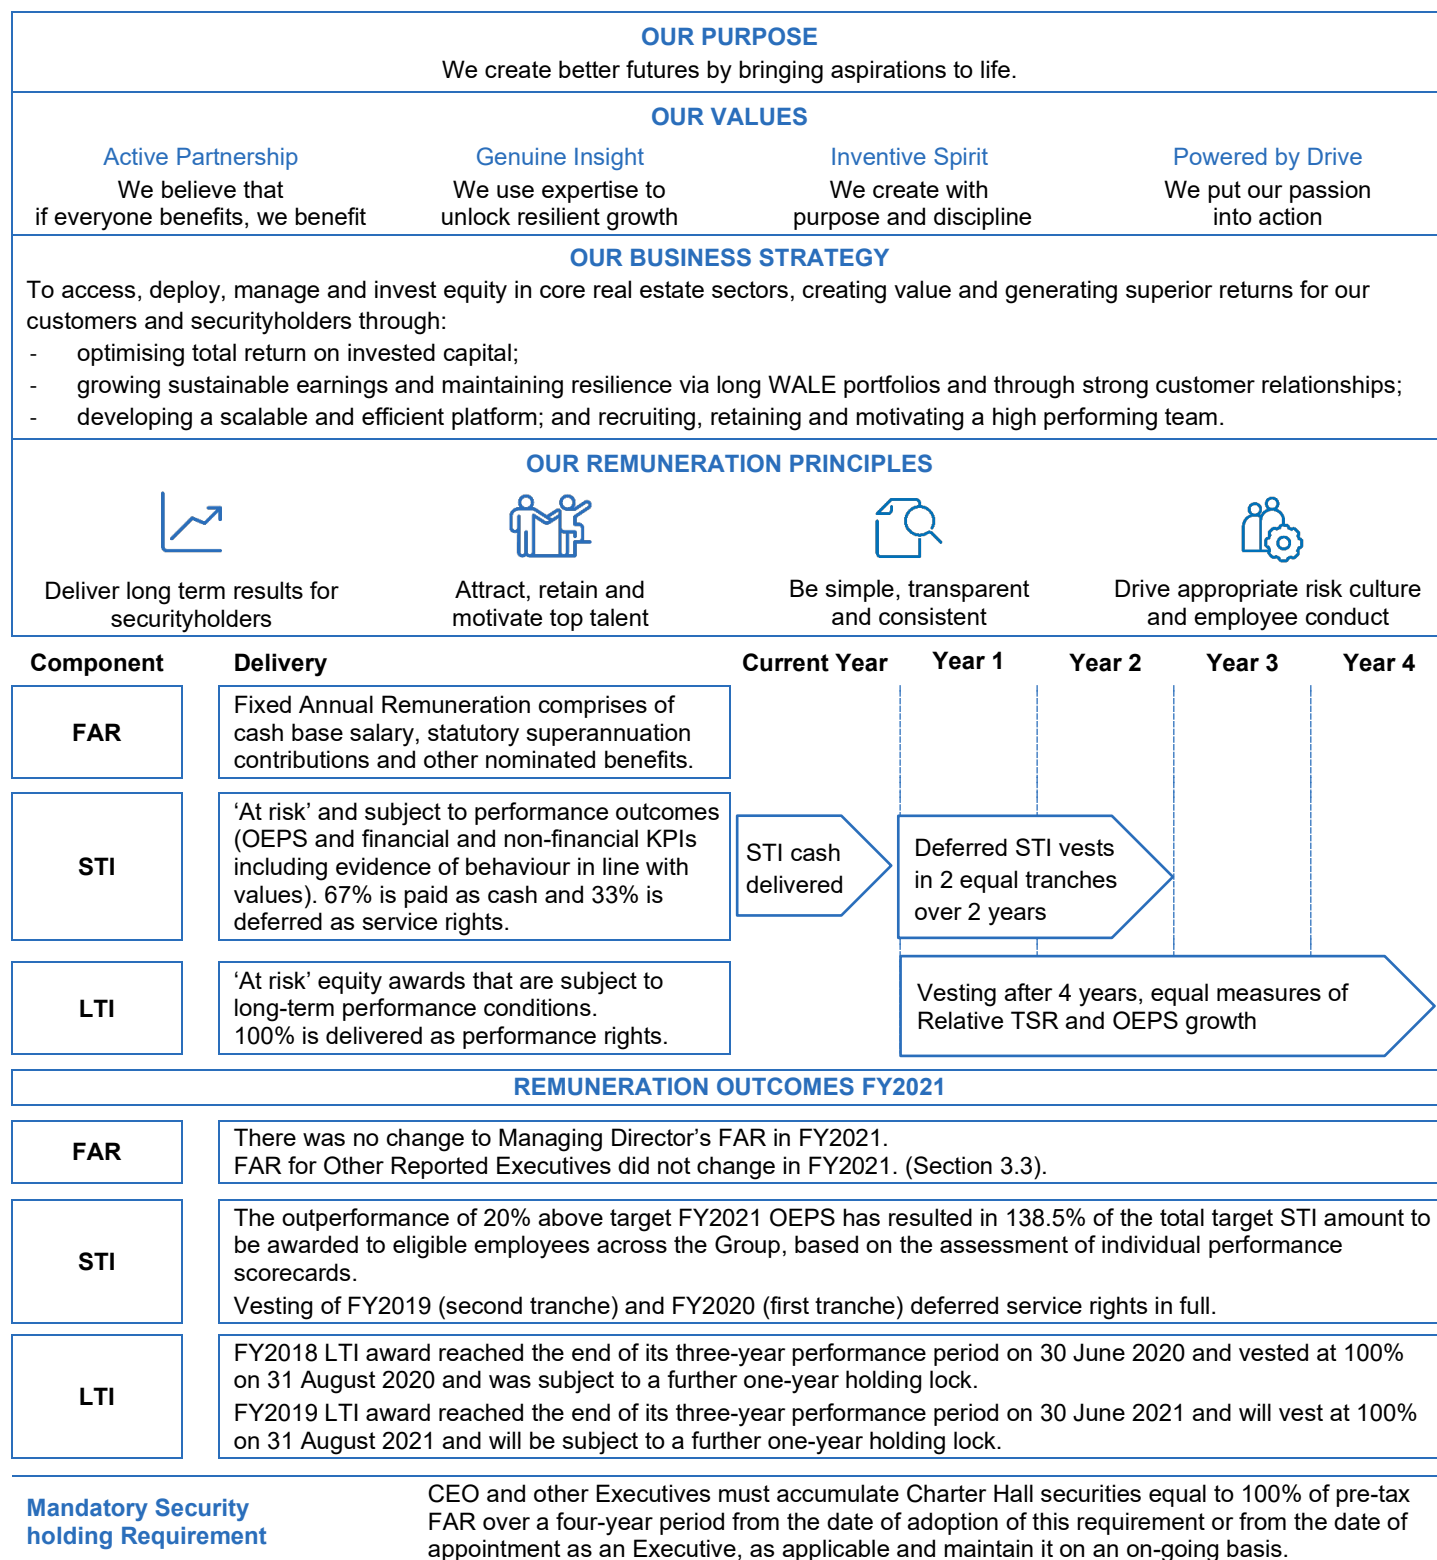 OUR PURPOSE
We create better futures by bringing aspirations to life.
OUR VALUES
Active Partnership
We believe that
if everyone benefits, we benefit
Genuine Insight
We use expertise to
unlock resilient growth
Inventive Spirit
We create with
purpose and discipline
Powered by Drive
We put our passion
into action
OUR BUSINESS STRATEGY
To access, deploy, manage and invest equity in core real estate sectors, creating value and generating superior returns for our
customers and securityholders through:
- optimising total return on invested capital;
- growing sustainable earnings and maintaining resilience via long WALE portfolios and through strong customer relationships;
- developing a scalable and efficient platform; and recruiting, retaining and motivating a high performing team.
OUR REMUNERATION PRINCIPLES
Deliver long term results for
securityholders
Attract, retain and
motivate top talent
Be simple, transparent
and consistent
Drive appropriate risk culture
and employee conduct
Component Delivery Current Year Year 1 Year 2 Year 3 Year 4
FAR
Fixed Annual Remuneration comprises of
cash base salary, statutory superannuation
contributions and other nominated benefits.
STI
‘At risk’ and subject to performance outcomes
(OEPS and financial and non-financial KPIs
including evidence of behaviour in line with
values). 67% is paid as cash and 33% is
deferred as service rights.
STI cash
delivered
Deferred STI vests
in 2 equal tranches
over 2 years
LTI
‘At risk’ equity awards that are subject to
long-term performance conditions.
100% is delivered as performance rights.
Vesting after 4 years, equal measures of
Relative TSR and OEPS growth
REMUNERATION OUTCOMES FY2021
FAR
There was no change to Managing Director’s FAR in FY2021.
FAR for Other Reported Executives did not change in FY2021. (Section 3.3).
STI
The outperformance of 20% above target FY2021 OEPS has resulted in 138.5% of the total target STI amount to
be awarded to eligible employees across the Group, based on the assessment of individual performance
scorecards.
Vesting of FY2019 (second tranche) and FY2020 (first tranche) deferred service rights in full.
LTI
FY2018 LTI award reached the end of its three-year performance period on 30 June 2020 and vested at 100%
on 31 August 2020 and was subject to a further one-year holding lock.
FY2019 LTI award reached the end of its three-year performance period on 30 June 2021 and will vest at 100%
on 31 August 2021 and will be subject to a further one-year holding lock.
Mandatory Security
holding Requirement
CEO and other Executives must accumulate Charter Hall securities equal to 100% of pre-tax
FAR over a four-year period from the date of adoption of this requirement or from the date of
appointment as an Executive, as applicable and maintain it on an on-going basis.